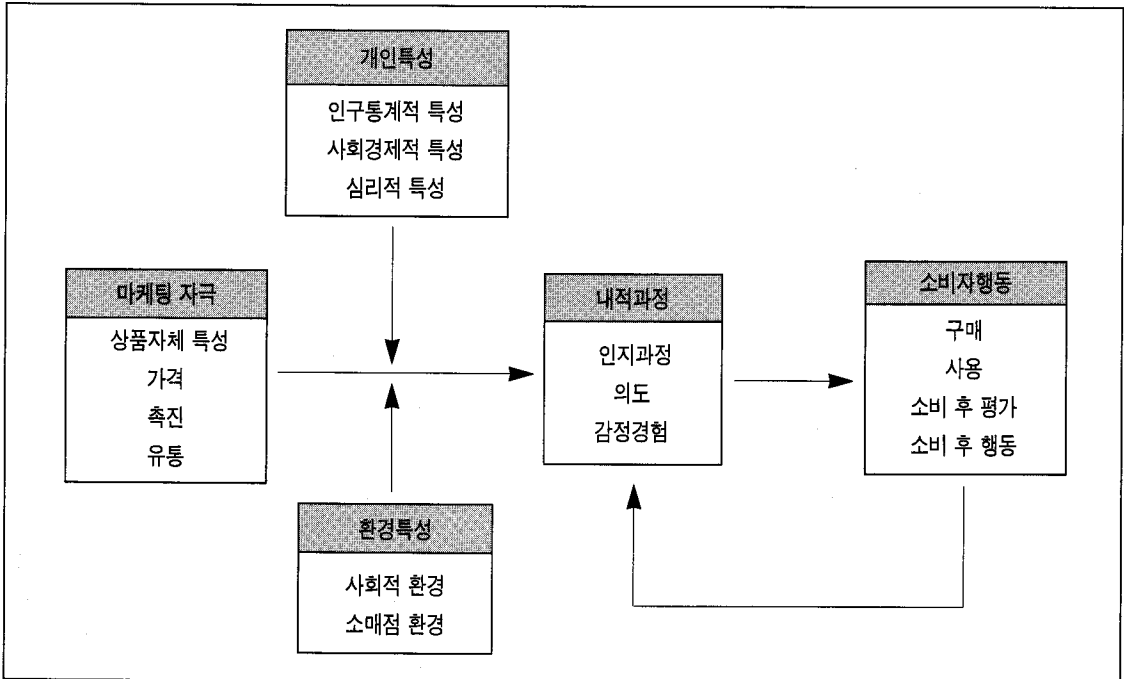 개인특성
인구통계적 특성
사회경제적 특성
심리적 특성
마케팅 자극
상품자체 특성
가격
촉진
유통
내적과정
인지과정
의도
감정경험
소비자행동
구매
사용
소비 후 평가
소비 후 행동
환경특성
사회적 환경
소매점 환경